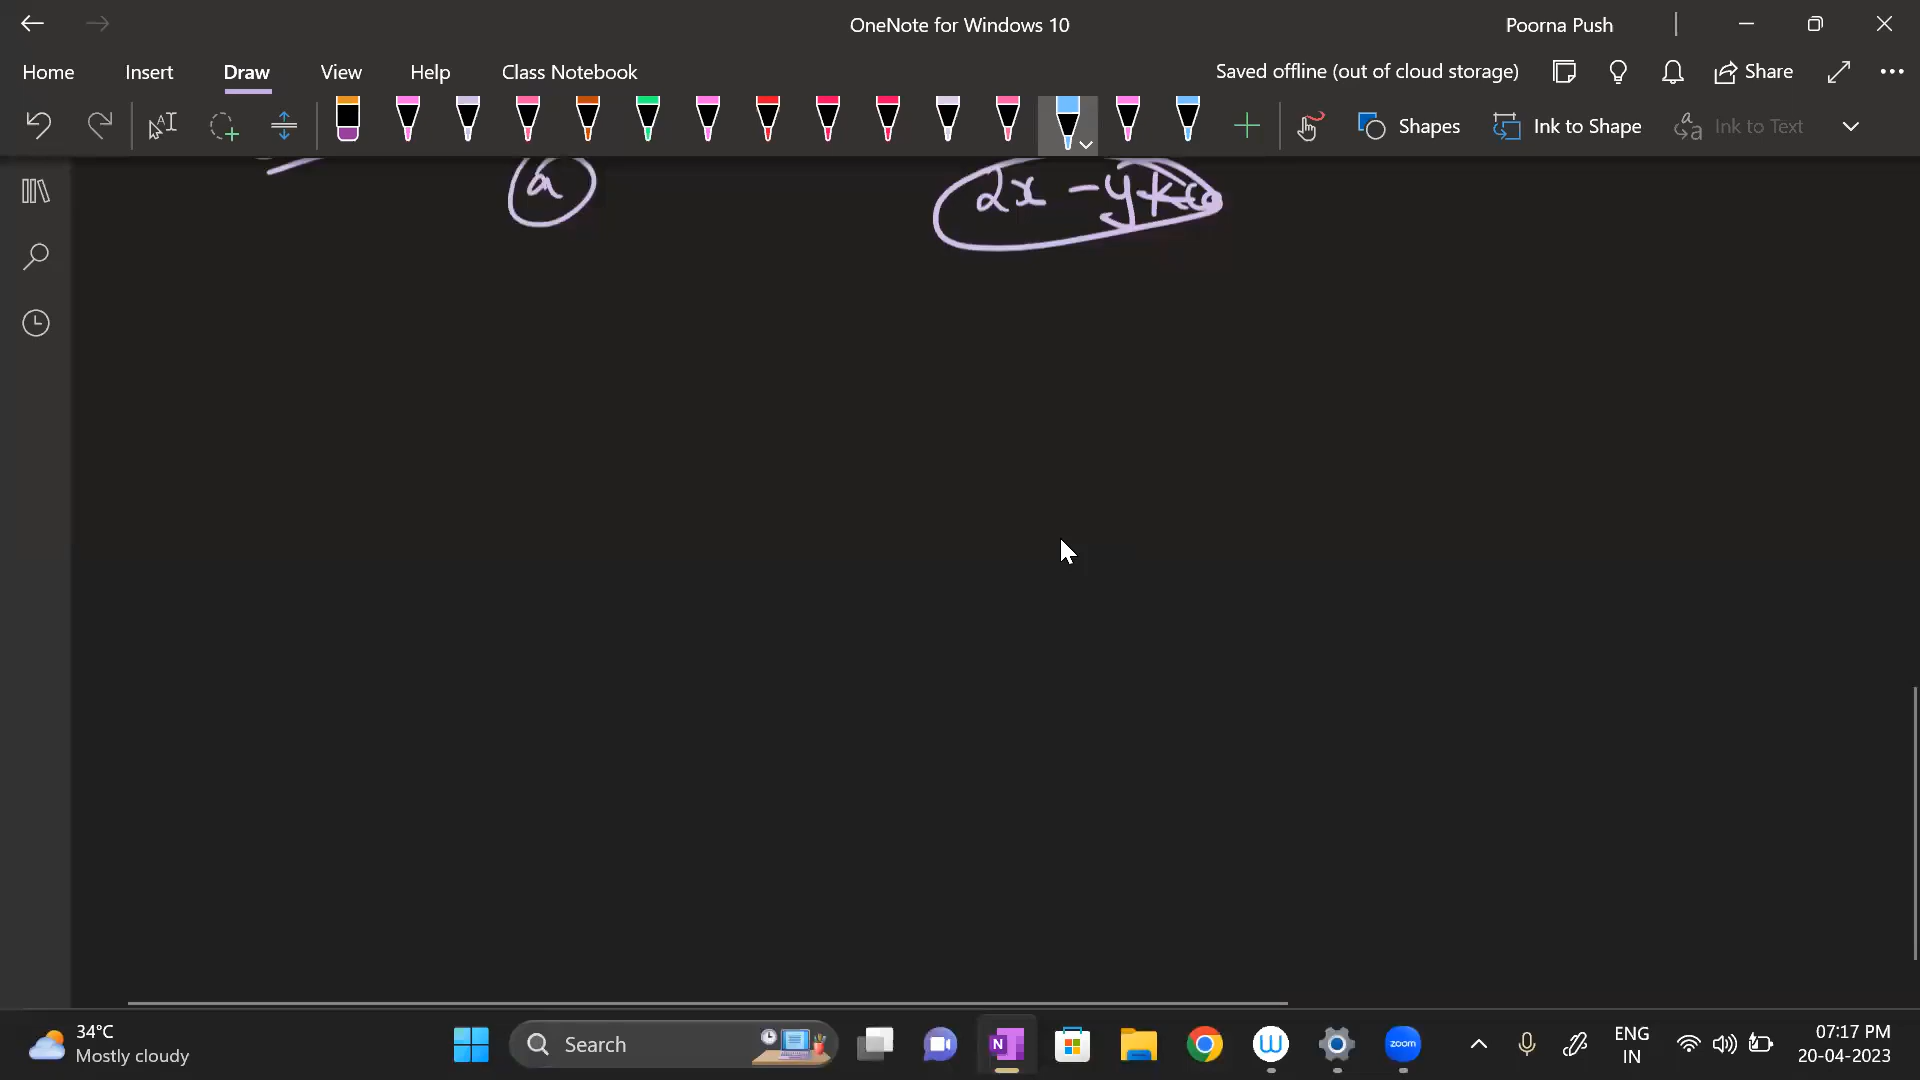 OneNote for Windows 10
Poorna Push
Home Insert Draw View Help Class Notebook
Saved offline (out of cloud storage)
Share
Shapes
Ink to Shape
Ink to Text
a
2x - y
34°C
Mostly cloudy
Search
zoom
ENG
IN
07:17 PM
20-04-2023